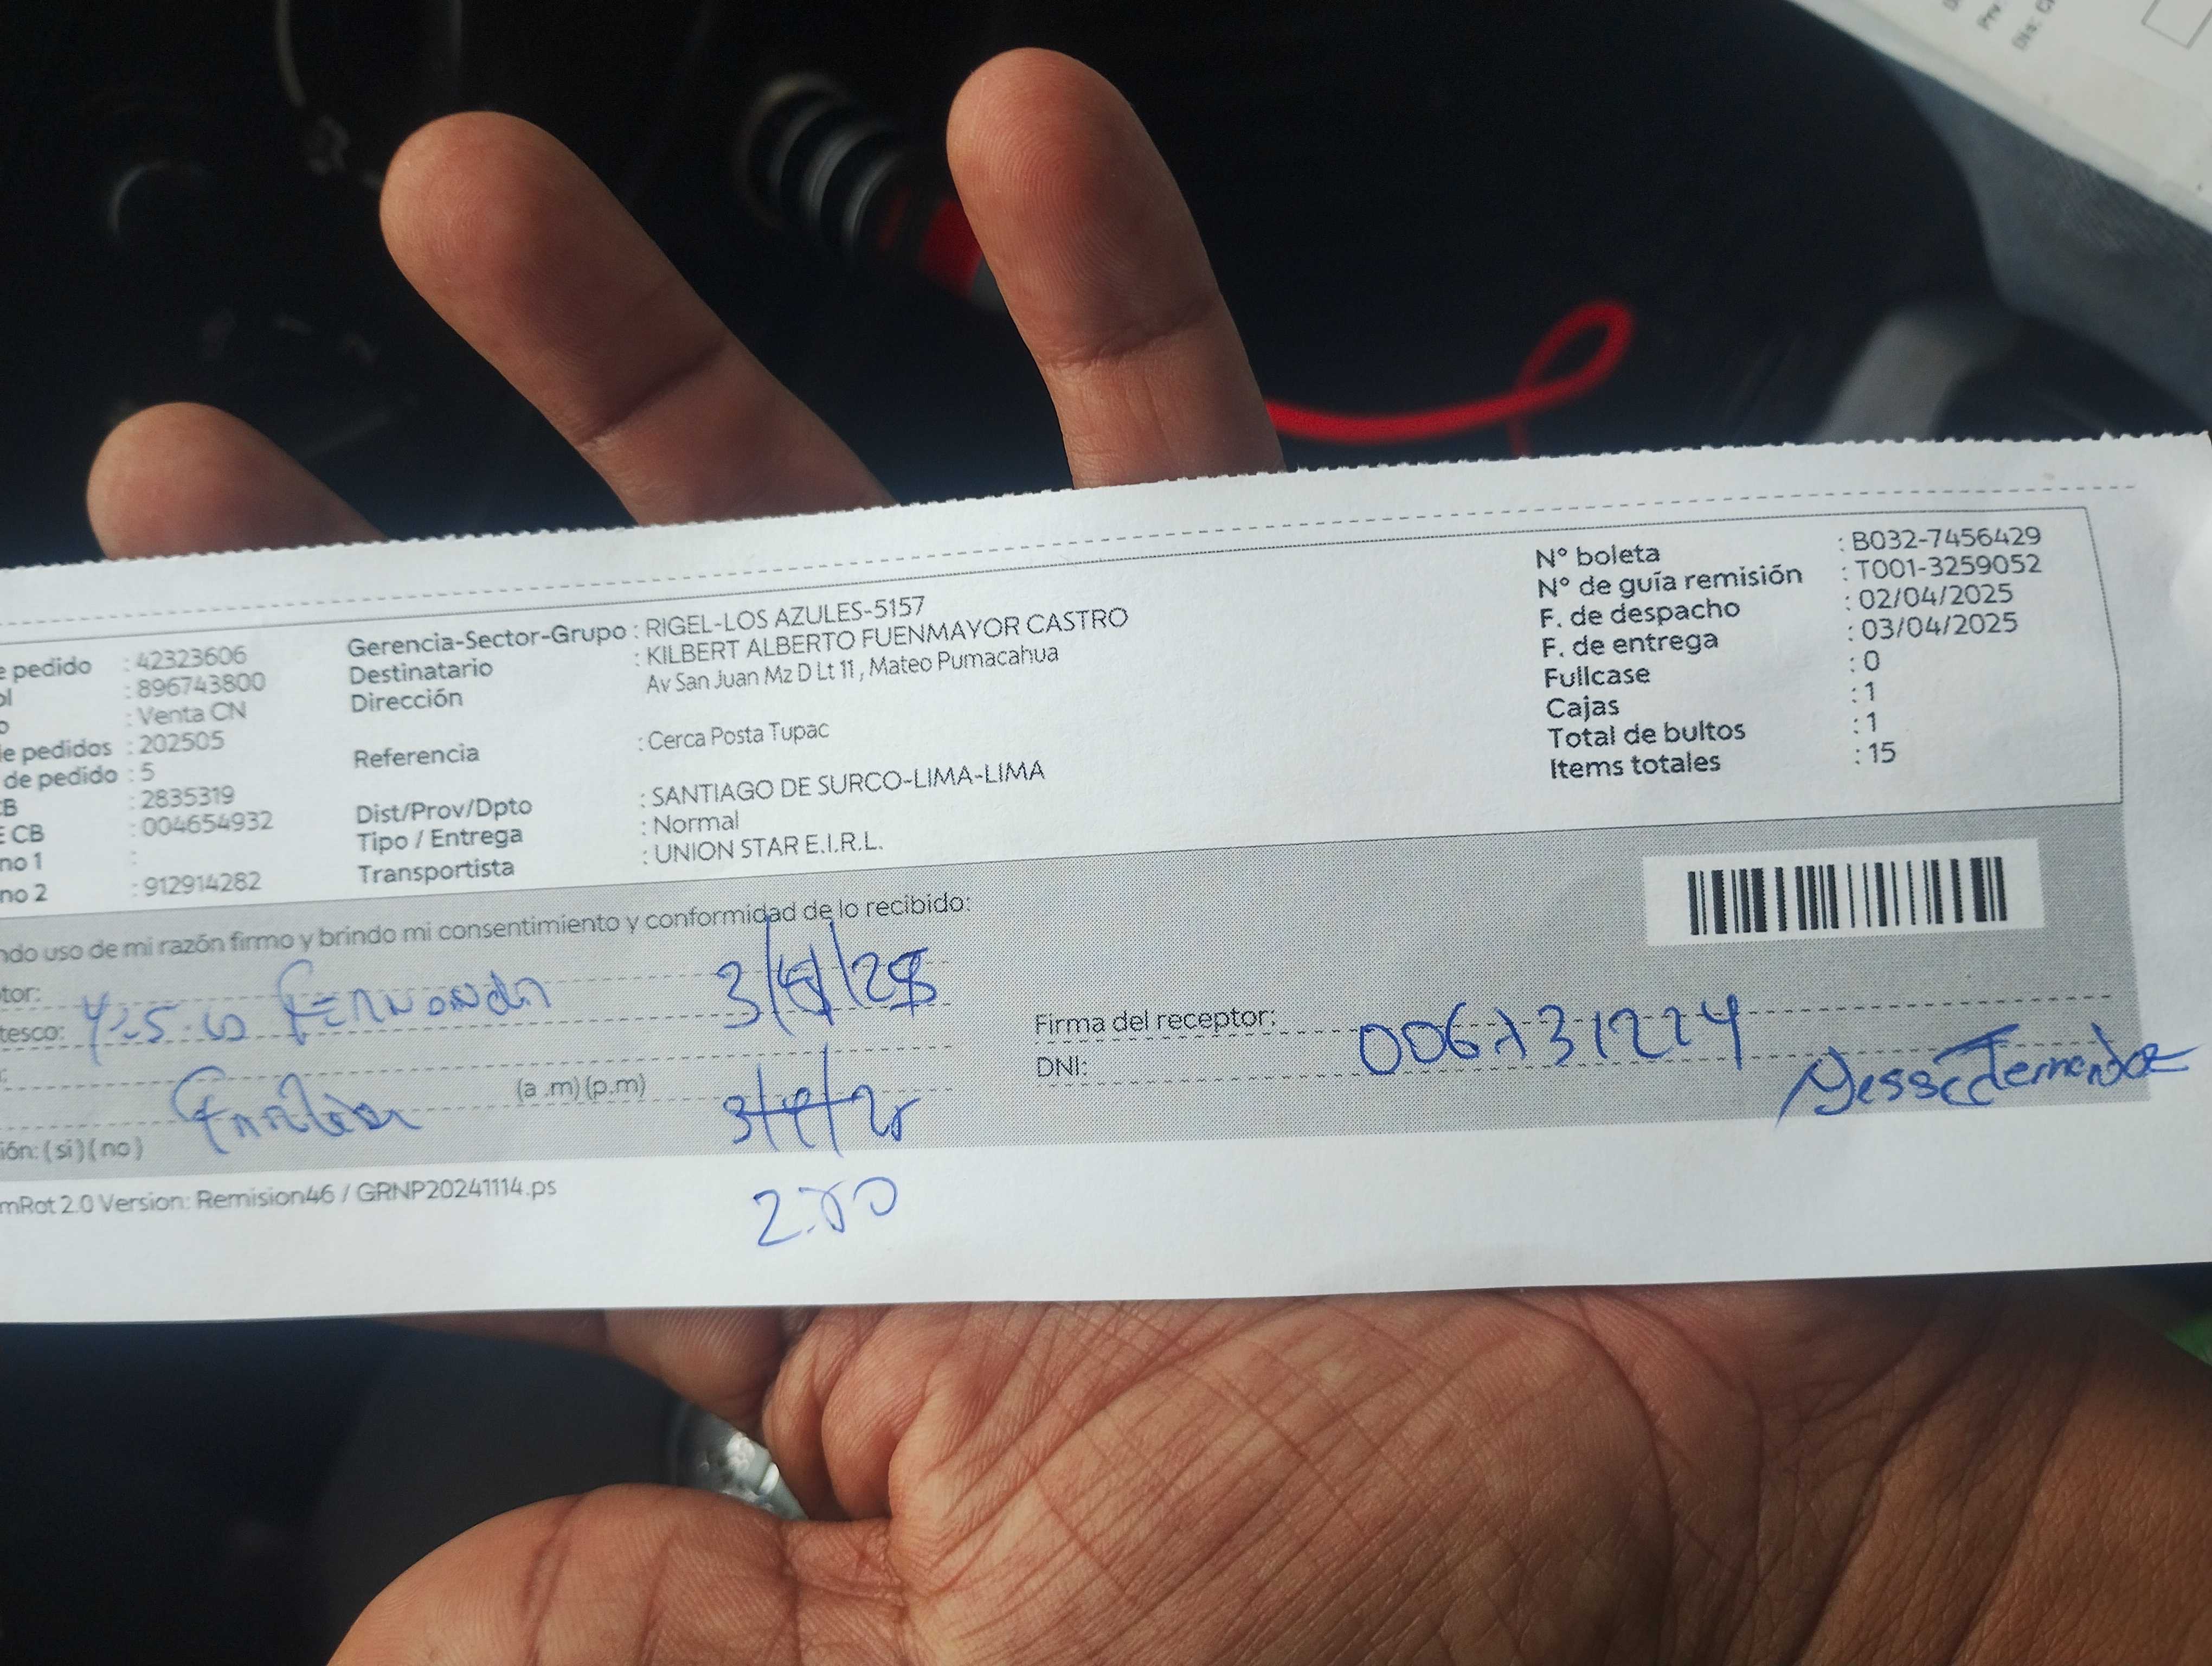 Prv:
Dis: C
e pedido : 42323606
ol : 896743800
o : Venta CN
de pedidos : 202505
de pedido : 5
CB : 2835319
E CB : 004654932
no 1 :
no 2 : 912914282
Gerencia-Sector-Grupo : RIGEL-LOS AZULES-5157
Destinatario : KILBERT ALBERTO FUENMAYOR CASTRO
Dirección Av San Juan Mz D Lt 11 , Mateo Pumacahua
Referencia : Cerca Posta Tupac
Dist/Prov/Dpto : SANTIAGO DE SURCO-LIMA-LIMA
Tipo / Entrega : Normal
Transportista : UNION STAR E.I.R.L.
N° boleta : B032-7456429
N° de guía remisión : T001-3259052
F. de despacho : 02/04/2025
F. de entrega : 03/04/2025
Fullcase : 0
Cajas : 1
Total de bultos : 1
Items totales : 15
ndo uso de mi razón firmo y brindo mi consentimiento y conformidad de lo recibido:
tor:
tesco:
(a .m) (p.m)
ión: ( si ) ( no )
Firma del receptor:
DNI:
mRot 2.0 Version: Remision46 / GRNP20241114.ps